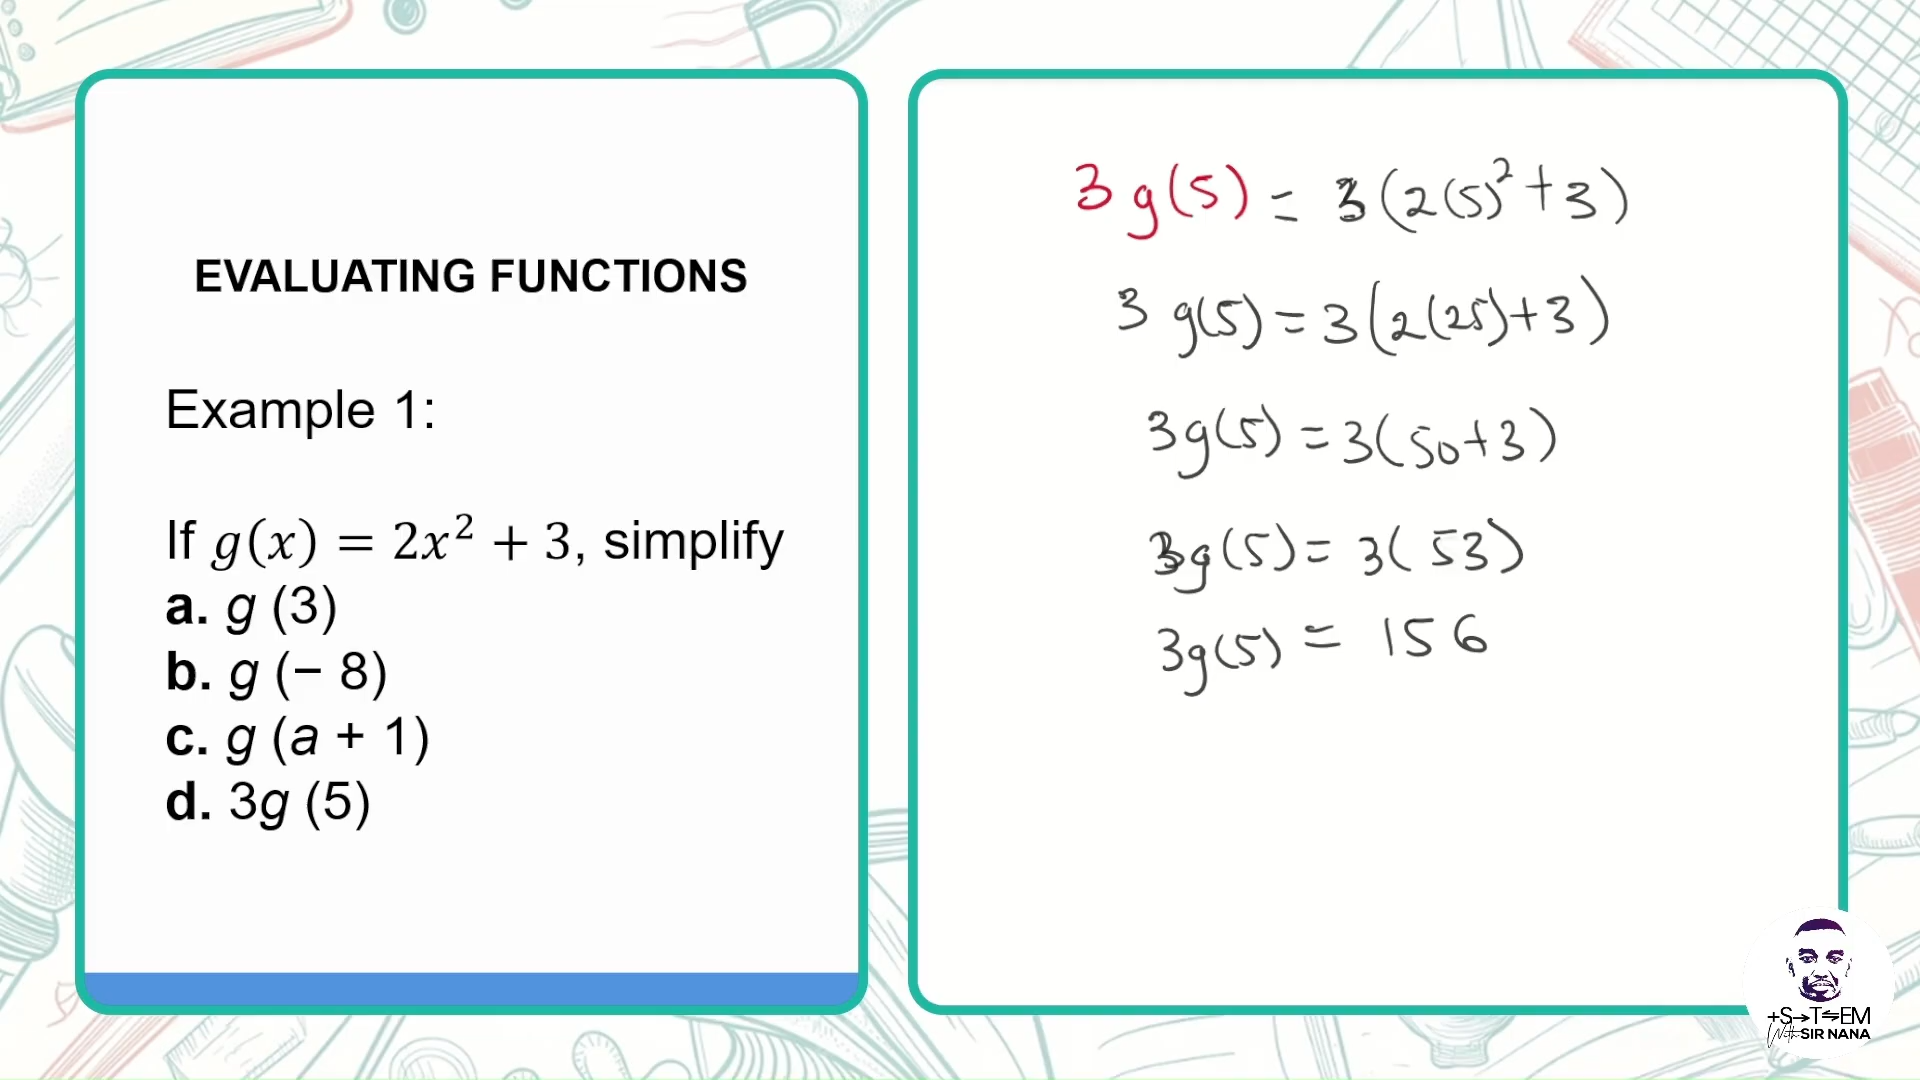 EVALUATING FUNCTIONS
Example 1:
If g(x) = 2x² + 3, simplify
a. g (3)
b. g (− 8)
c. g (a + 1)
d. 3g (5)
3 g(5) = 3(2(5)² + 3)
3 g(5) = 3(2(25)+3)
3g(5) = 3(50+3)
3g(5) = 3(53)
3g(5) = 156
+S→T⇌EM
With SIR NANA